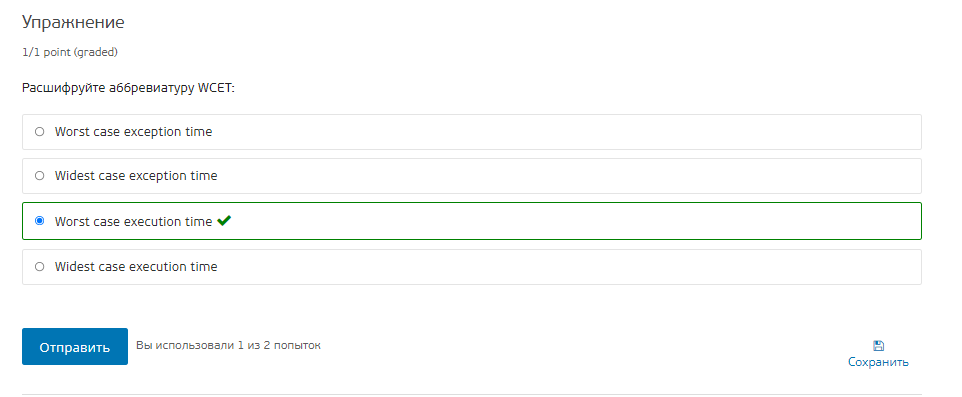 Упражнение
1/1 point (graded)
Расшифруйте аббревиатуру WCET:
Worst case exception time
Widest case exception time
Worst case execution time
Widest case execution time
Отправить
Вы использовали 1 из 2 попыток
Сохранить